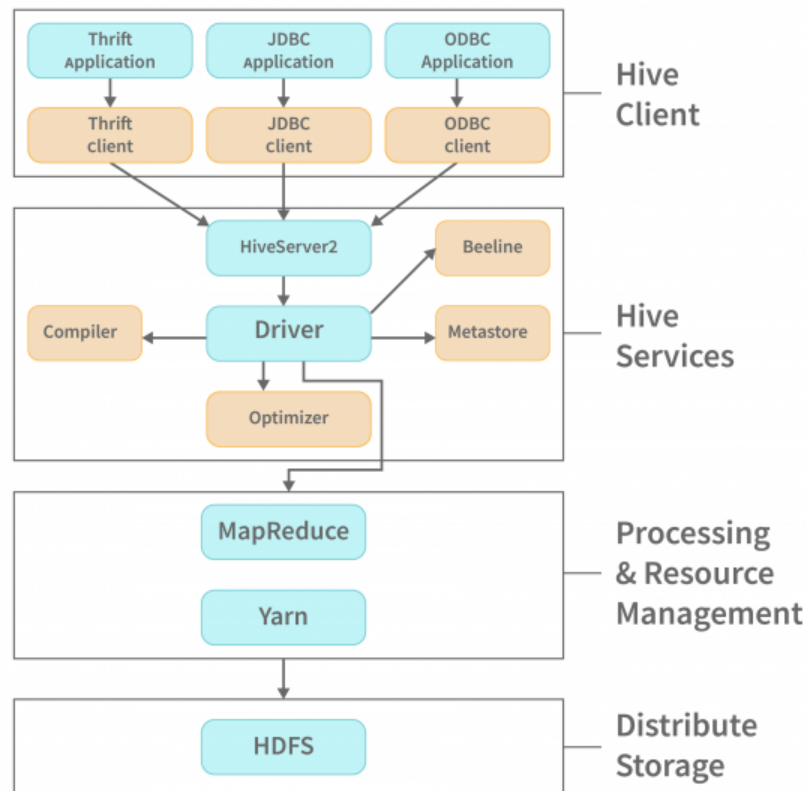 Thrift
Application
JDBC
Application
ODBC
Application
Thrift
client
JDBC
client
ODBC
client
Hive
Client
HiveServer2
Beeline
Compiler
Driver
Metastore
Optimizer
Hive
Services
MapReduce
Yarn
Processing
& Resource
Management
HDFS
Distribute
Storage